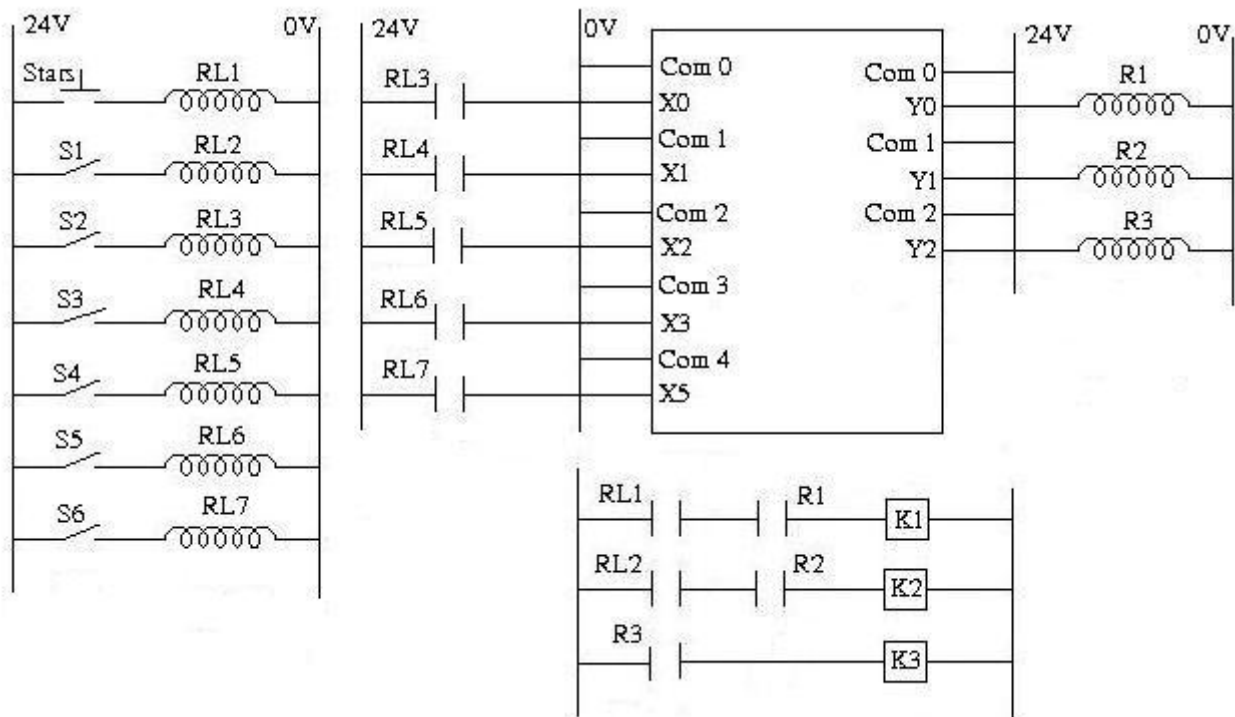 24V 0V
Stars RL1
S1 RL2
S2 RL3
S3 RL4
S4 RL5
S5 RL6
S6 RL7
24V 0V
RL3
RL4
RL5
RL6
RL7
Com 0
X0
Com 1
X1
Com 2
X2
Com 3
X3
Com 4
X5
Com 0
Y0
Com 1
Y1
Com 2
Y2
24V 0V
R1
R2
R3
RL1 R1 K1
RL2 R2 K2
R3 K3